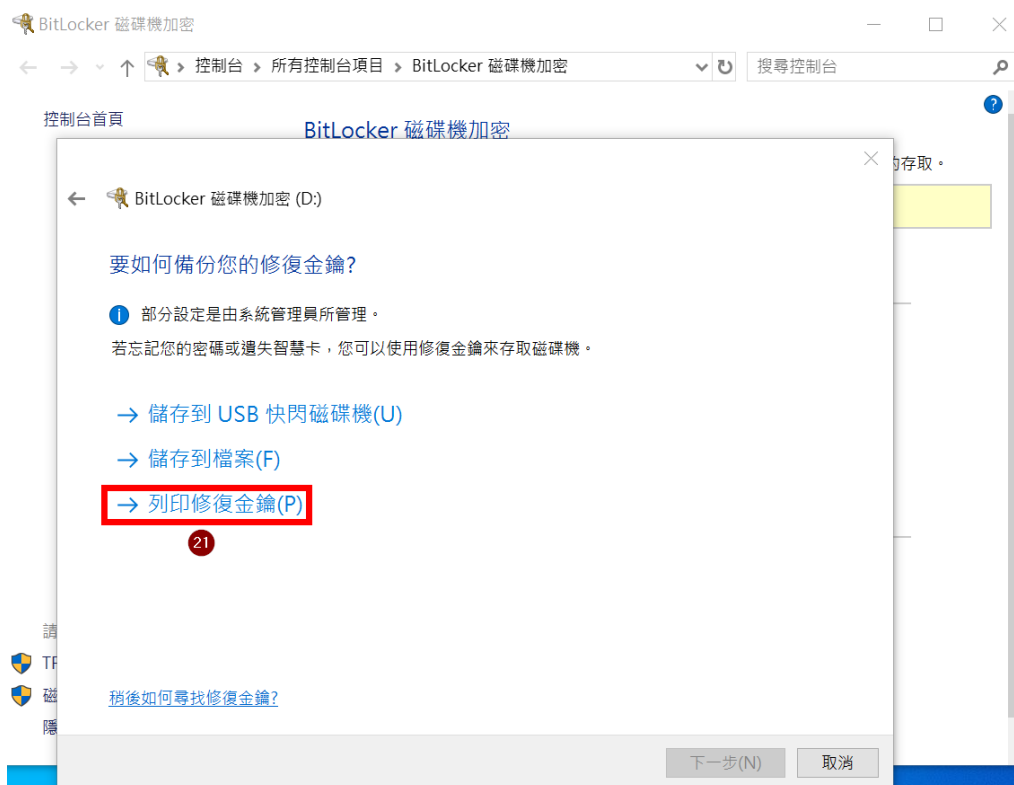 BitLocker 磁碟機加密
控制台 › 所有控制台項目 › BitLocker 磁碟機加密
搜尋控制台
控制台首頁
BitLocker 磁碟機加密
的存取。
BitLocker 磁碟機加密 (D:)
要如何備份您的修復金鑰?
部分設定是由系統管理員所管理。
若忘記您的密碼或遺失智慧卡，您可以使用修復金鑰來存取磁碟機。
→ 儲存到 USB 快閃磁碟機(U)
→ 儲存到檔案(F)
→ 列印修復金鑰(P)
21
請
磁
隱
稍後如何尋找修復金鑰?
下一步(N)
取消